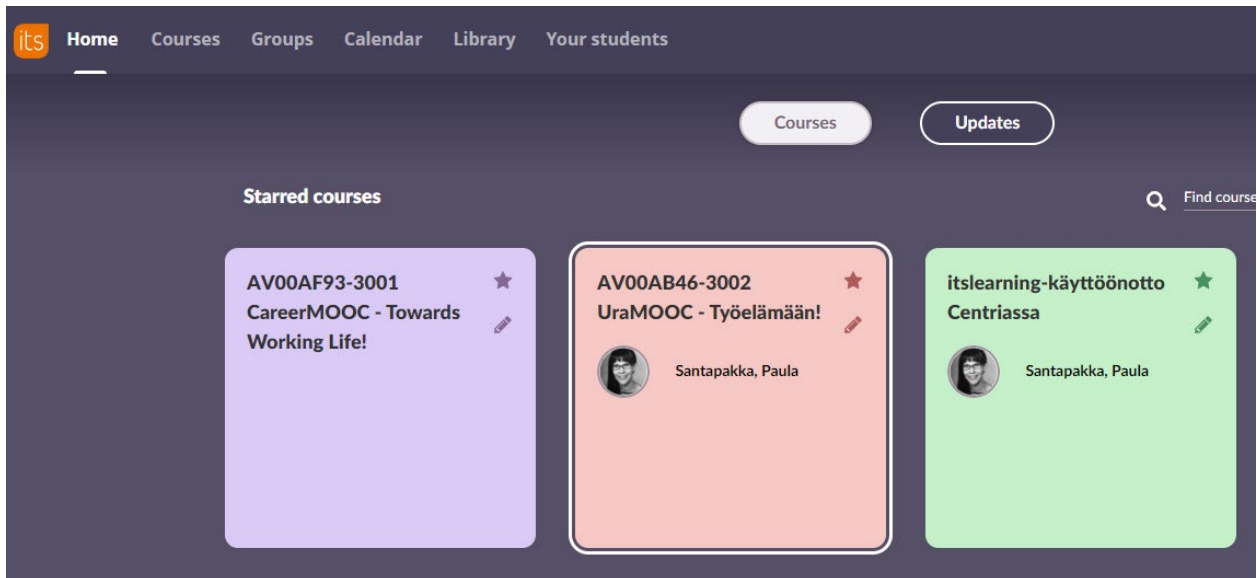 its Home Courses Groups Calendar Library Your students
Courses Updates
Starred courses
Find course
AV00AF93-3001
CareerMOOC - Towards
Working Life!
AV00AB46-3002
UraMOOC - Työelämään!
Santapakka, Paula
itslearning-käyttöönotto
Centriassa
Santapakka, Paula